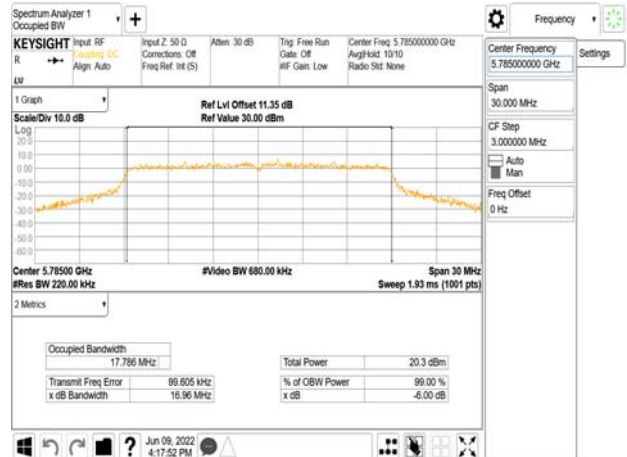 Spectrum Analyzer 1
Occupied BW
Frequency
KEYSIGHT
R
Input: RF
Coupling: DC
Align: Auto
Input Z: 50 Ω
Corrections: Off
Freq Ref: Int (S)
Atten: 30 dB
Trig: Free Run
Gate: Off
#IF Gain: Low
Center Freq: 5.785000000 GHz
Avg|Hold: 10/10
Radio Std: None
Center Frequency
5.785000000 GHz
Settings
Span
30.000 MHz
CF Step
3.000000 MHz
Auto
Man
Freq Offset
0 Hz
1 Graph
Scale/Div 10.0 dB
Ref Lvl Offset 11.35 dB
Ref Value 30.00 dBm
Log
20.0
10.0
0.00
-10.0
-20.0
-30.0
-40.0
-50.0
-60.0
Center 5.78500 GHz
#Video BW 680.00 kHz
Span 30 MHz
#Res BW 220.00 kHz
Sweep 1.93 ms (1001 pts)
2 Metrics
Occupied Bandwidth
17.786 MHz
Total Power 20.3 dBm
Transmit Freq Error 99.605 kHz
% of OBW Power 99.00 %
x dB Bandwidth 16.96 MHz
x dB -6.00 dB
?
Jun 09, 2022
4:17:52 PM